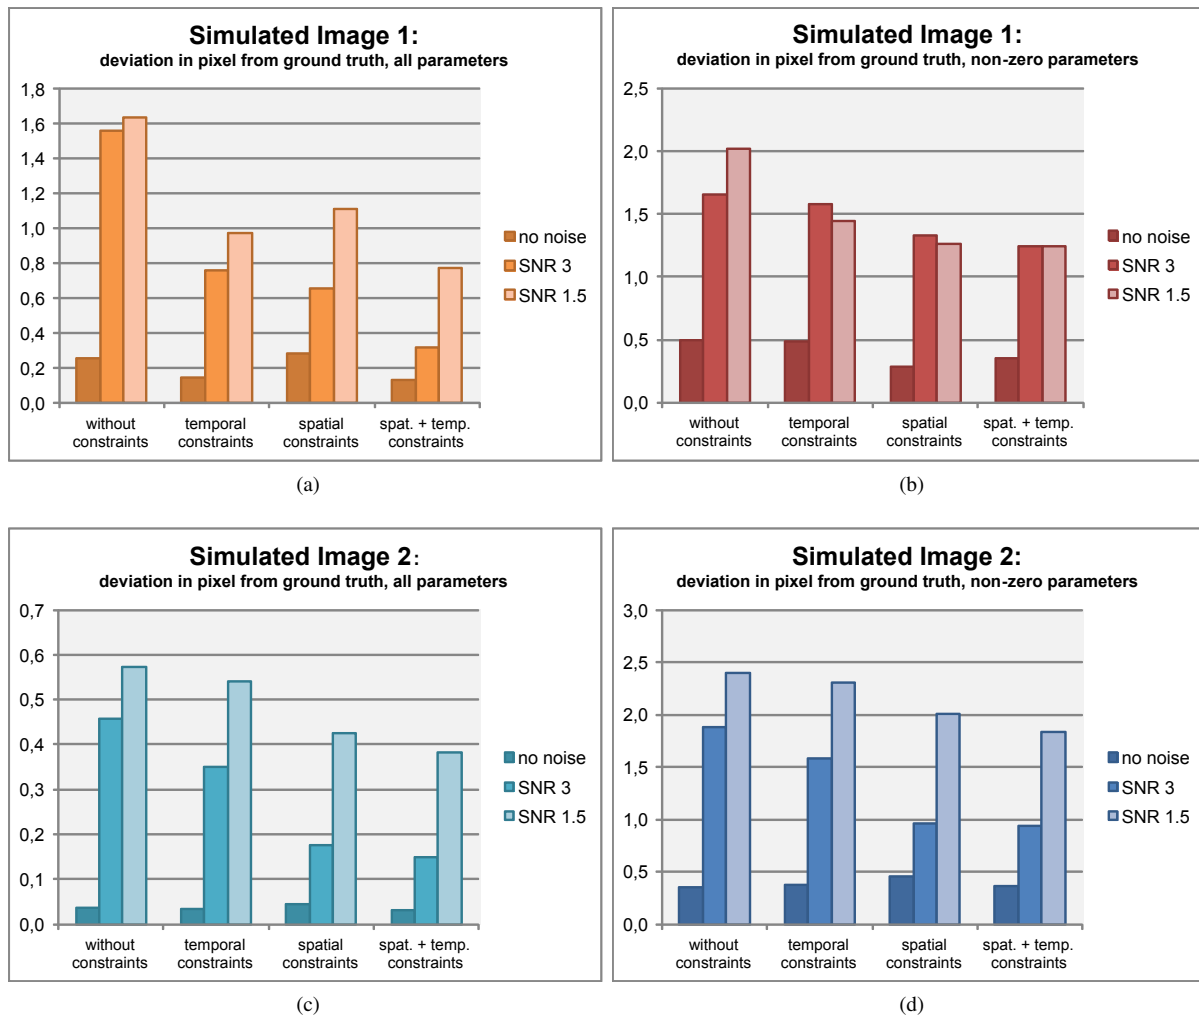 Simulated Image 1:
deviation in pixel from ground truth, all parameters
1,8
1,6
1,4
1,2
1,0
0,8
0,6
0,4
0,2
0,0
without constraints
temporal constraints
spatial constraints
spat. + temp. constraints
no noise
SNR 3
SNR 1.5
(a)
Simulated Image 1:
deviation in pixel from ground truth, non-zero parameters
2,5
2,0
1,5
1,0
0,5
0,0
without constraints
temporal constraints
spatial constraints
spat. + temp. constraints
no noise
SNR 3
SNR 1.5
(b)
Simulated Image 2:
deviation in pixel from ground truth, all parameters
0,7
0,6
0,5
0,4
0,3
0,2
0,1
0,0
without constraints
temporal constraints
spatial constraints
spat. + temp. constraints
no noise
SNR 3
SNR 1.5
(c)
Simulated Image 2:
deviation in pixel from ground truth, non-zero parameters
3,0
2,5
2,0
1,5
1,0
0,5
0,0
without constraints
temporal constraints
spatial constraints
spat. + temp. constraints
no noise
SNR 3
SNR 1.5
(d)